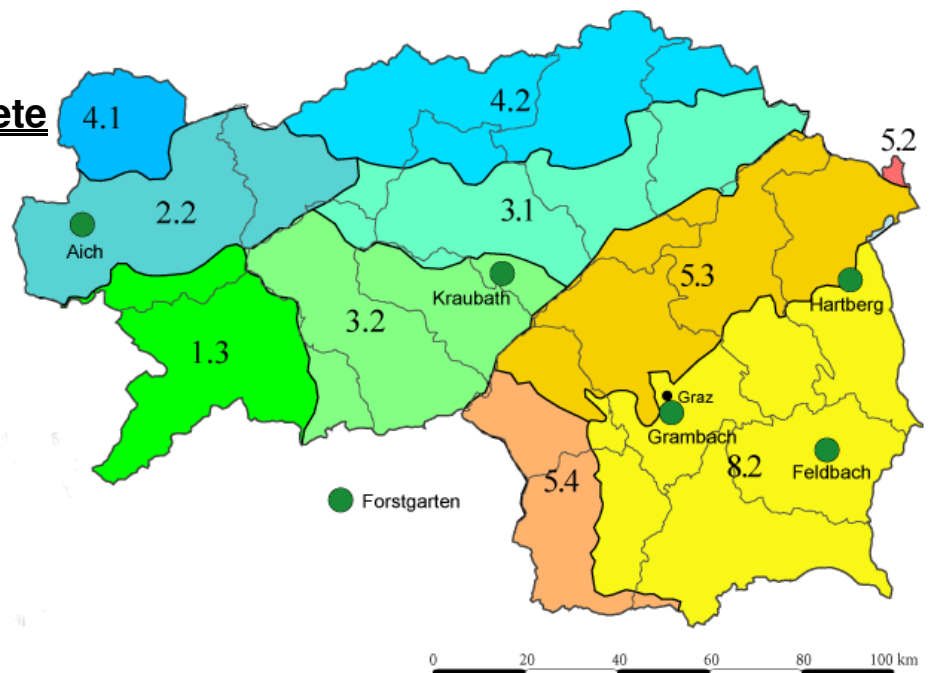 ete
4.1
4.2
5.2
2.2
3.1
Aich
5.3
Kraubath
Hartberg
3.2
1.3
Graz
Grambach
8.2
Feldbach
5.4
Forstgarten
0 20 40 60 80 100 km